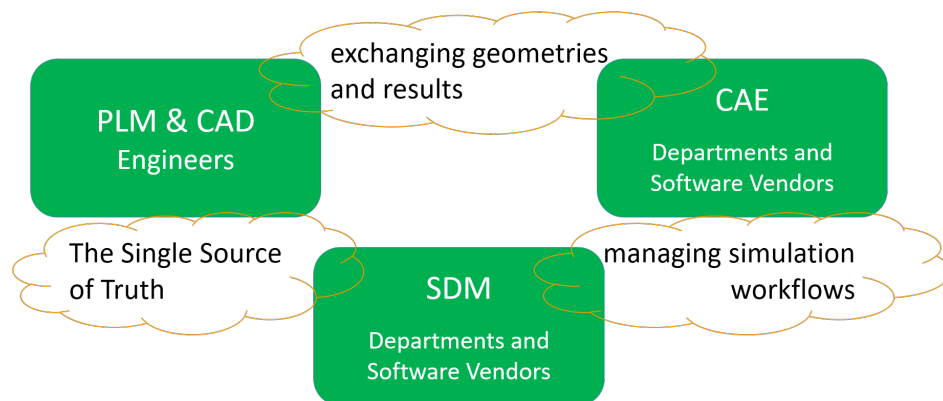 exchanging geometries
and results
PLM & CAD
Engineers
CAE
Departments and
Software Vendors
The Single Source
of Truth
SDM
Departments and
Software Vendors
managing simulation
workflows